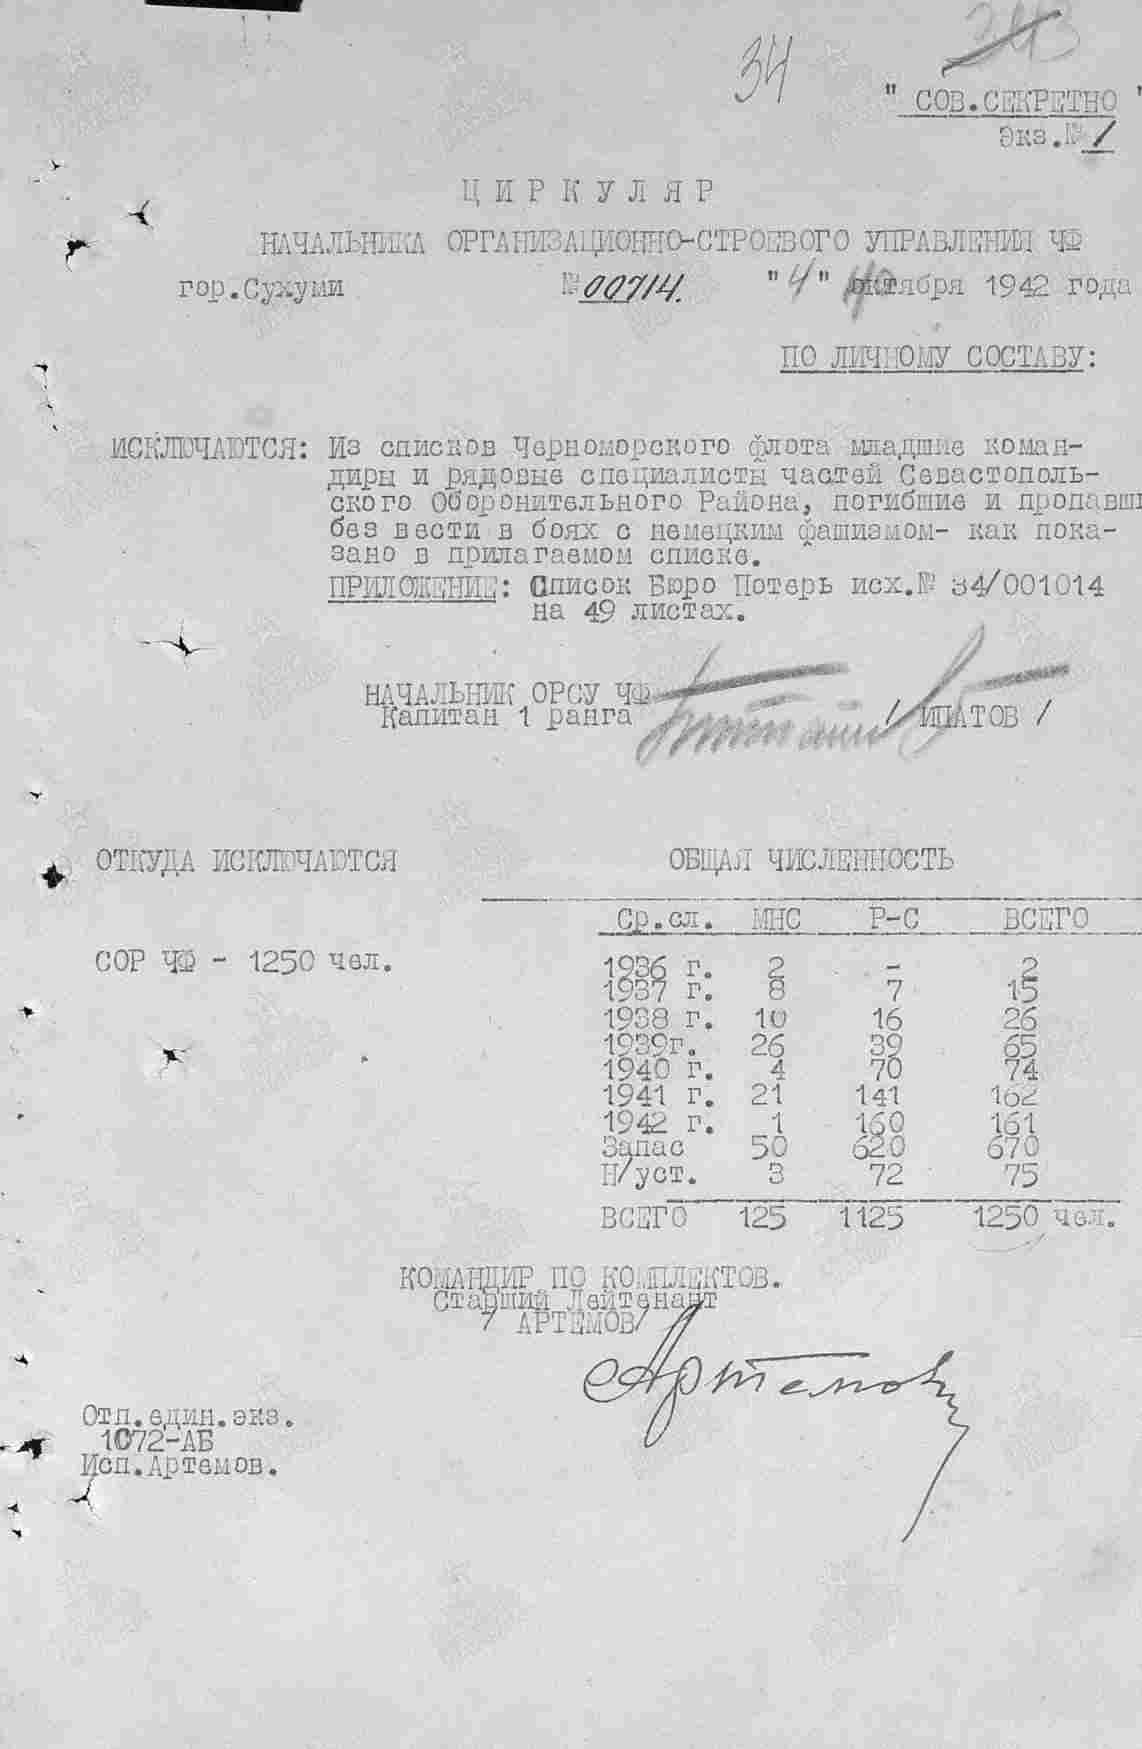 34
343
" СОВ.СЕКРЕТНО "
Экз.№ 1
ЦИРКУЛЯР
НАЧАЛЬНИКА ОРГАНИЗАЦИОННО-СТРОЕВОГО УПРАВЛЕНИЯ ЧФ
гор.Сухуми №00714. "4" октября 1942 года
ПО ЛИЧНОМУ СОСТАВУ:
ИСКЛЮЧАЮТСЯ: Из списков Черноморского флота младшие коман-
диры и рядовые специалисты частей Севастополь-
ского Оборонительного Района, погибшие и пропавши
без вести в боях с немецким фашизмом- как пока-
зано в прилагаемом списке.
ПРИЛОЖЕНИЕ: Список Бюро Потерь исх.№ 34/001014
на 49 листах.
НАЧАЛЬНИК ОРСУ ЧФ
Капитан 1 ранга / ИПАТОВ /
ОТКУДА ИСКЛЮЧАЮТСЯ ОБЩАЯ ЧИСЛЕННОСТЬ
Ср.сл. МНС Р-С ВСЕГО
СОР ЧФ - 1250 чел. 1936 г. 2 - 2
1937 г. 8 7 15
1938 г. 10 16 26
1939г. 26 39 65
1940 г. 4 70 74
1941 г. 21 141 162
1942 г. 1 160 161
Запас 50 620 670
Н/уст. 3 72 75
ВСЕГО 125 1125 1250 чел.
КОМАНДИР ПО КОМПЛЕКТОВ.
Старший Лейтенант
/ АРТЕМОВ/
Артемов
Отп.един.экз.
1072-АБ
Исп.Артемов.